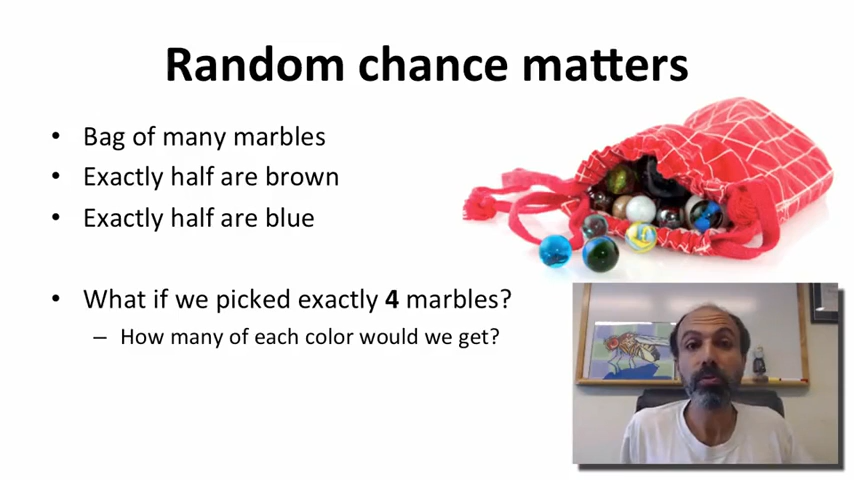 Random chance matters
• Bag of many marbles
• Exactly half are brown
• Exactly half are blue
• What if we picked exactly 4 marbles?
– How many of each color would we get?